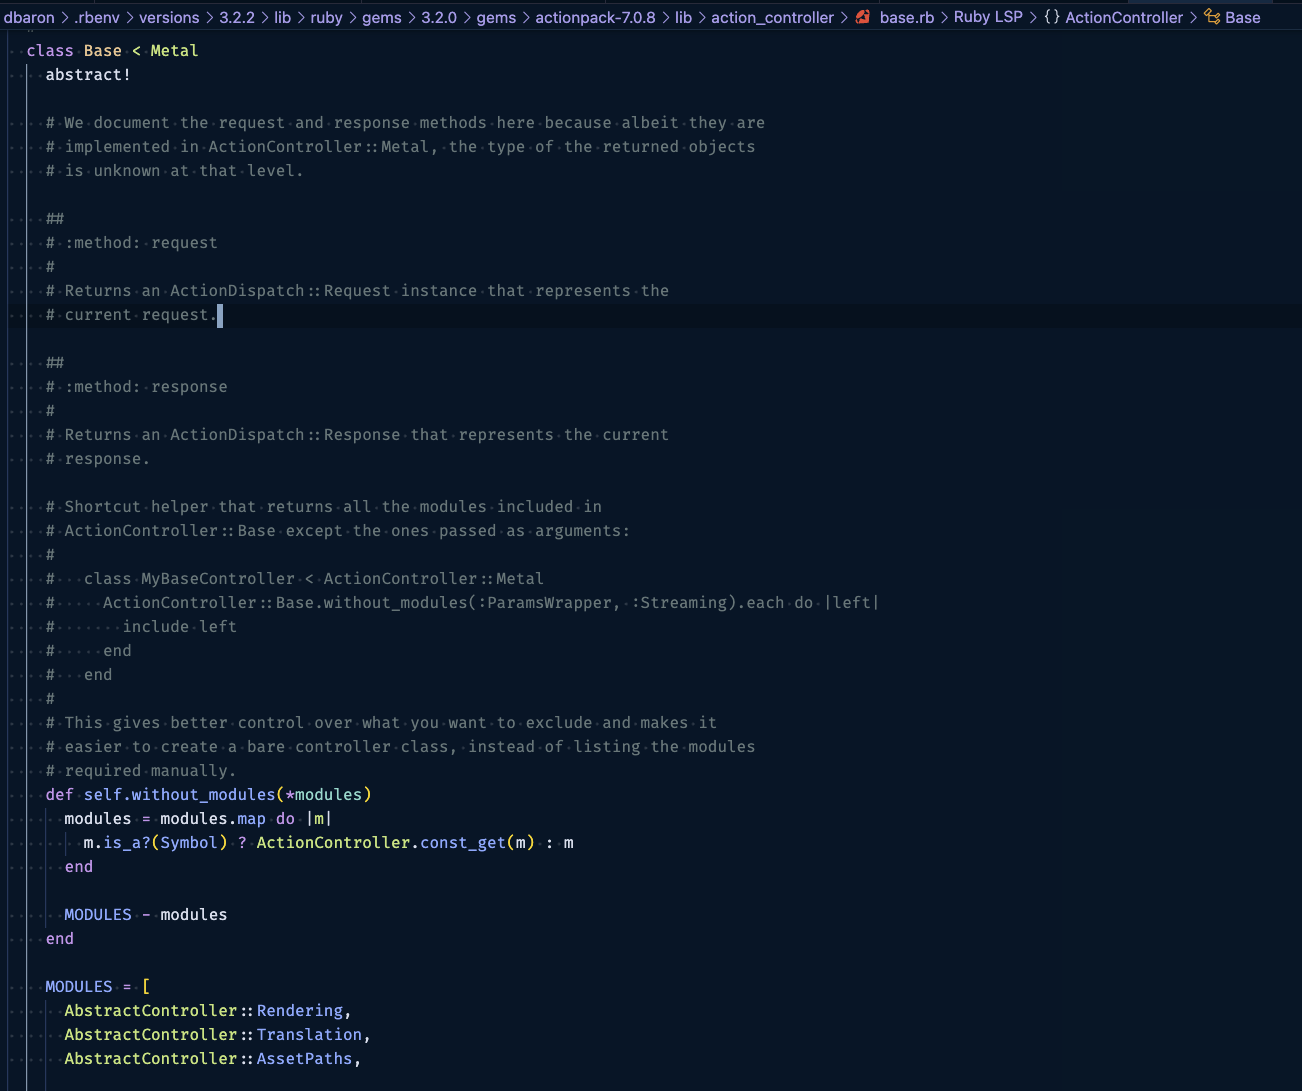 dbaron > .rbenv > versions > 3.2.2 > lib > ruby > gems > 3.2.0 > gems > actionpack-7.0.8 > lib > action_controller > base.rb > Ruby LSP > {} ActionController > Base
class Base < Metal
abstract!
# We document the request and response methods here because albeit they are
# implemented in ActionController::Metal, the type of the returned objects
# is unknown at that level.
##
# :method: request
#
# Returns an ActionDispatch::Request instance that represents the
# current request.
##
# :method: response
#
# Returns an ActionDispatch::Response that represents the current
# response.
# Shortcut helper that returns all the modules included in
# ActionController::Base except the ones passed as arguments:
#
#   class MyBaseController < ActionController::Metal
#     ActionController::Base.without_modules(:ParamsWrapper, :Streaming).each do |left|
#       include left
#     end
#   end
#
# This gives better control over what you want to exclude and makes it
# easier to create a bare controller class, instead of listing the modules
# required manually.
def self.without_modules(*modules)
modules = modules.map do |m|
m.is_a?(Symbol) ? ActionController.const_get(m) : m
end
MODULES - modules
end
MODULES = [
AbstractController::Rendering,
AbstractController::Translation,
AbstractController::AssetPaths,